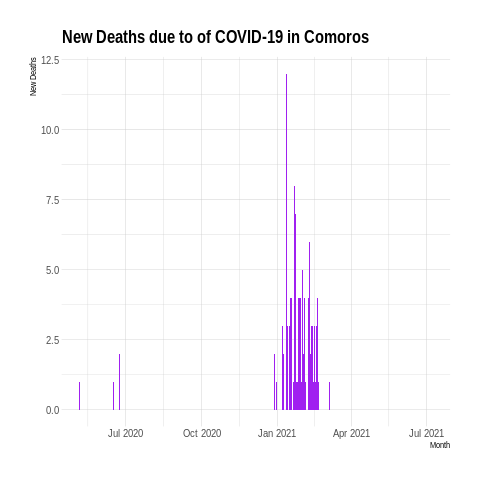 New Deaths due to of COVID-19 in Comoros
New Deaths
12.5
10.0
7.5
5.0
2.5
0.0
Jul 2020 Oct 2020 Jan 2021 Apr 2021 Jul 2021
Month